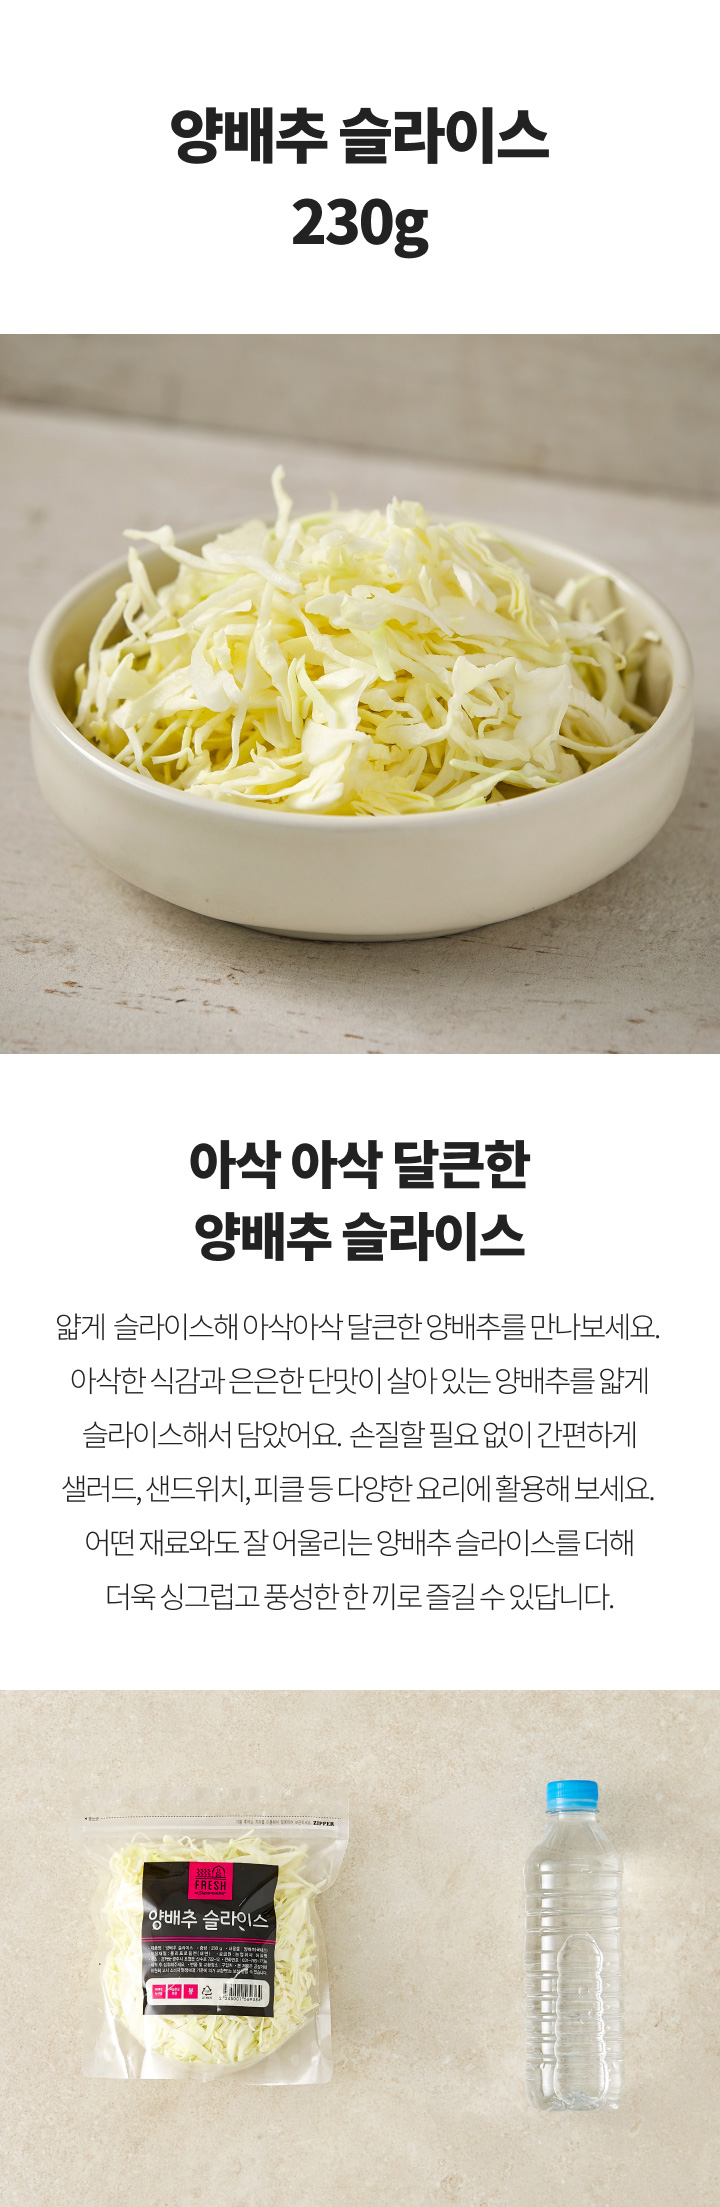 양배추 슬라이스
230g
아삭 아삭 달큰한
양배추 슬라이스
얇게 슬라이스해 아삭아삭 달큰한 양배추를 만나보세요.
아삭한 식감과 은은한 단맛이 살아 있는 양배추를 얇게
슬라이스해서 담았어요. 손질할 필요 없이 간편하게
샐러드, 샌드위치, 피클 등 다양한 요리에 활용해 보세요.
어떤 재료와도 잘 어울리는 양배추 슬라이스를 더해
더욱 싱그럽고 풍성한 한 끼로 즐길 수 있답니다.
ZIPPER
FRESH
양배추 슬라이스